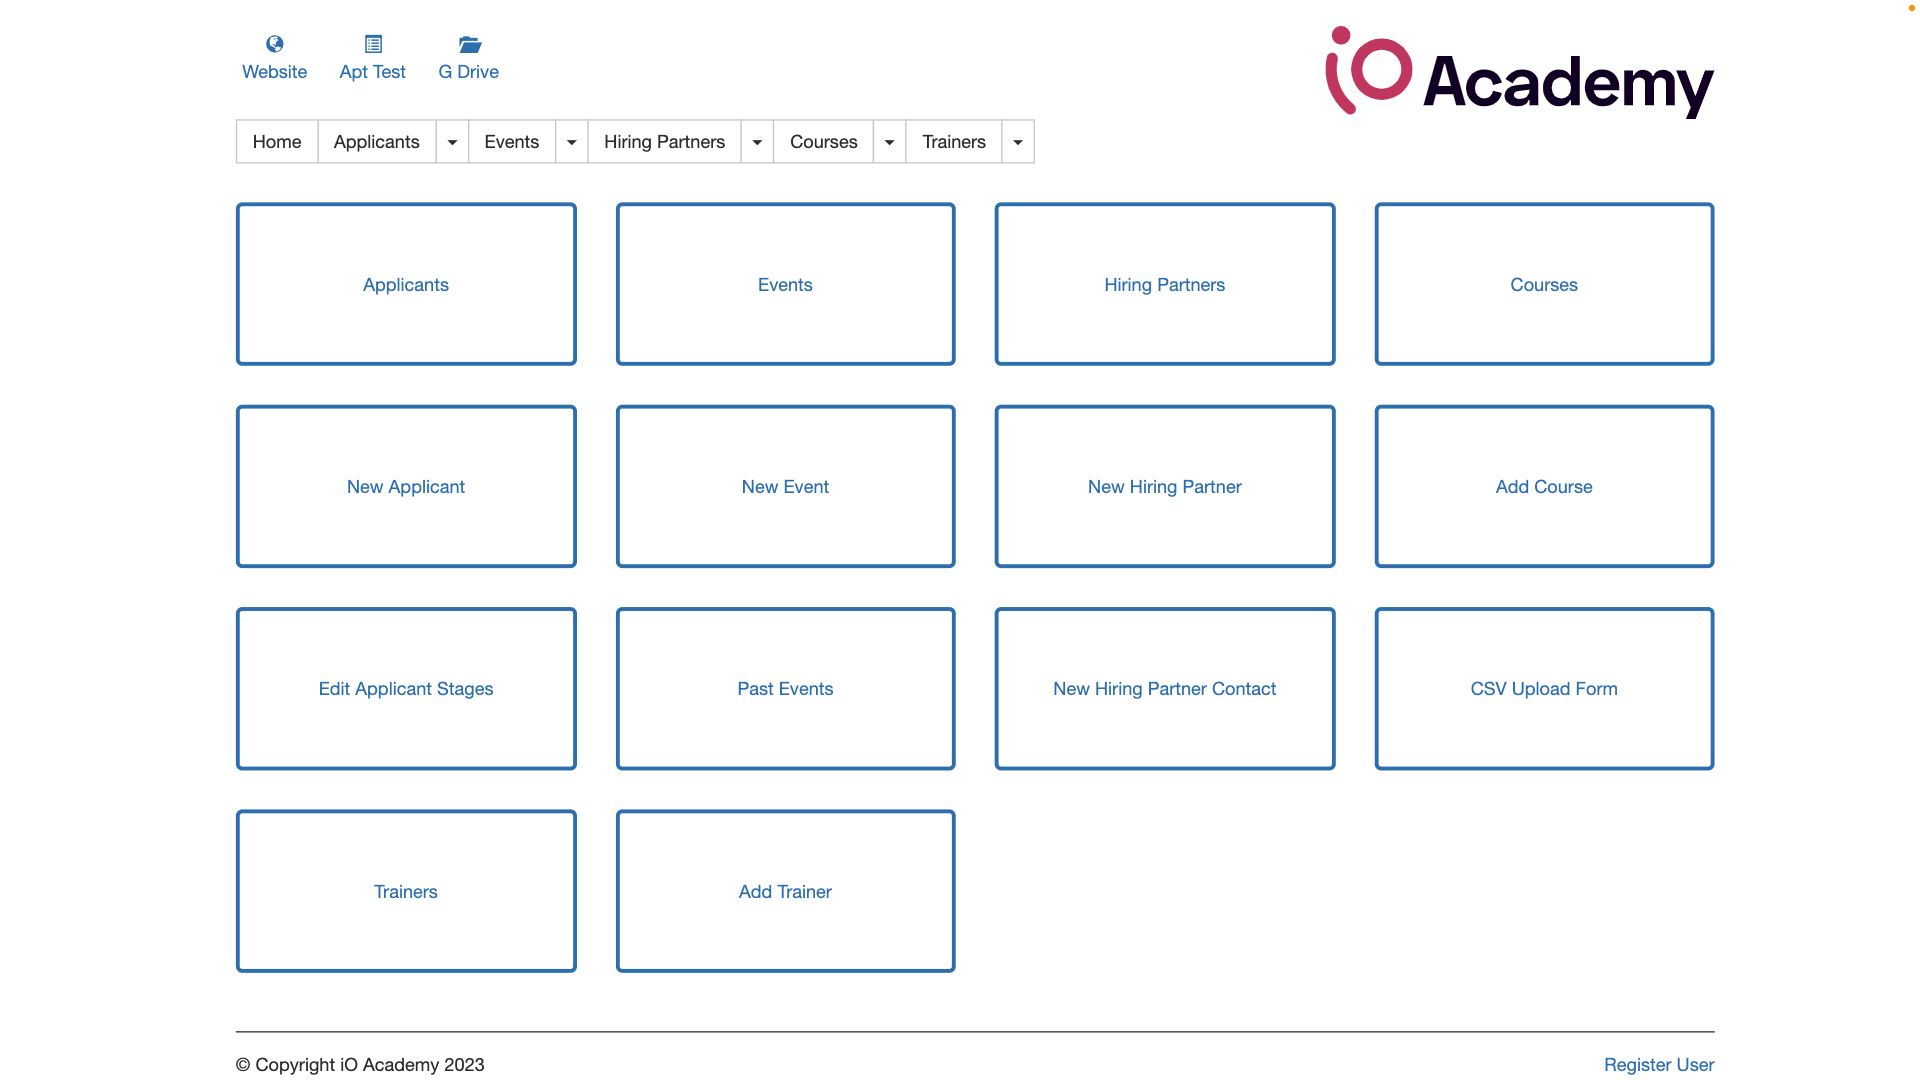 Website Apt Test G Drive
iO Academy
Home Applicants Events Hiring Partners Courses Trainers
Applicants Events Hiring Partners Courses
New Applicant New Event New Hiring Partner Add Course
Edit Applicant Stages Past Events New Hiring Partner Contact CSV Upload Form
Trainers Add Trainer
© Copyright iO Academy 2023 Register User